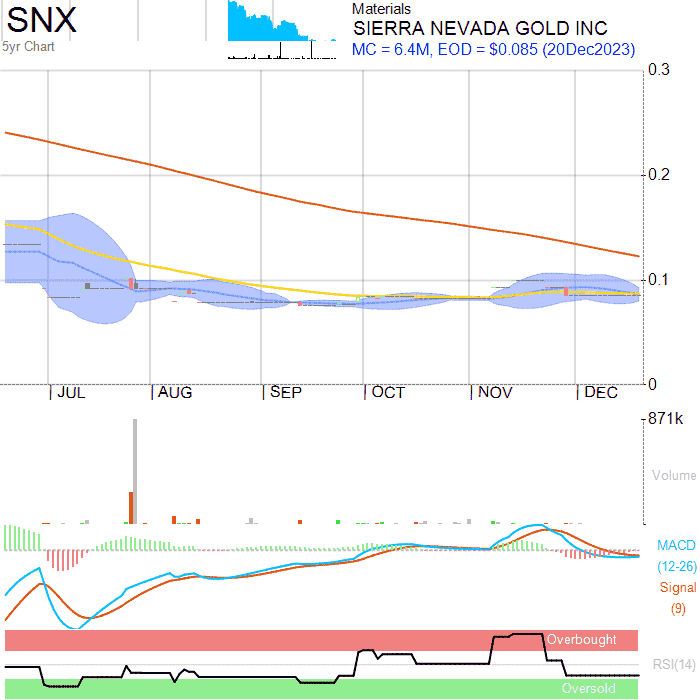 SNX
5yr Chart
Materials
SIERRA NEVADA GOLD INC
MC = 6.4M, EOD = $0.085 (20Dec2023)
0.3
0.2
0.1
0
JUL AUG SEP OCT NOV DEC
871k
Volume
MACD
(12-26)
Signal
(9)
Overbought
RSI(14)
Oversold